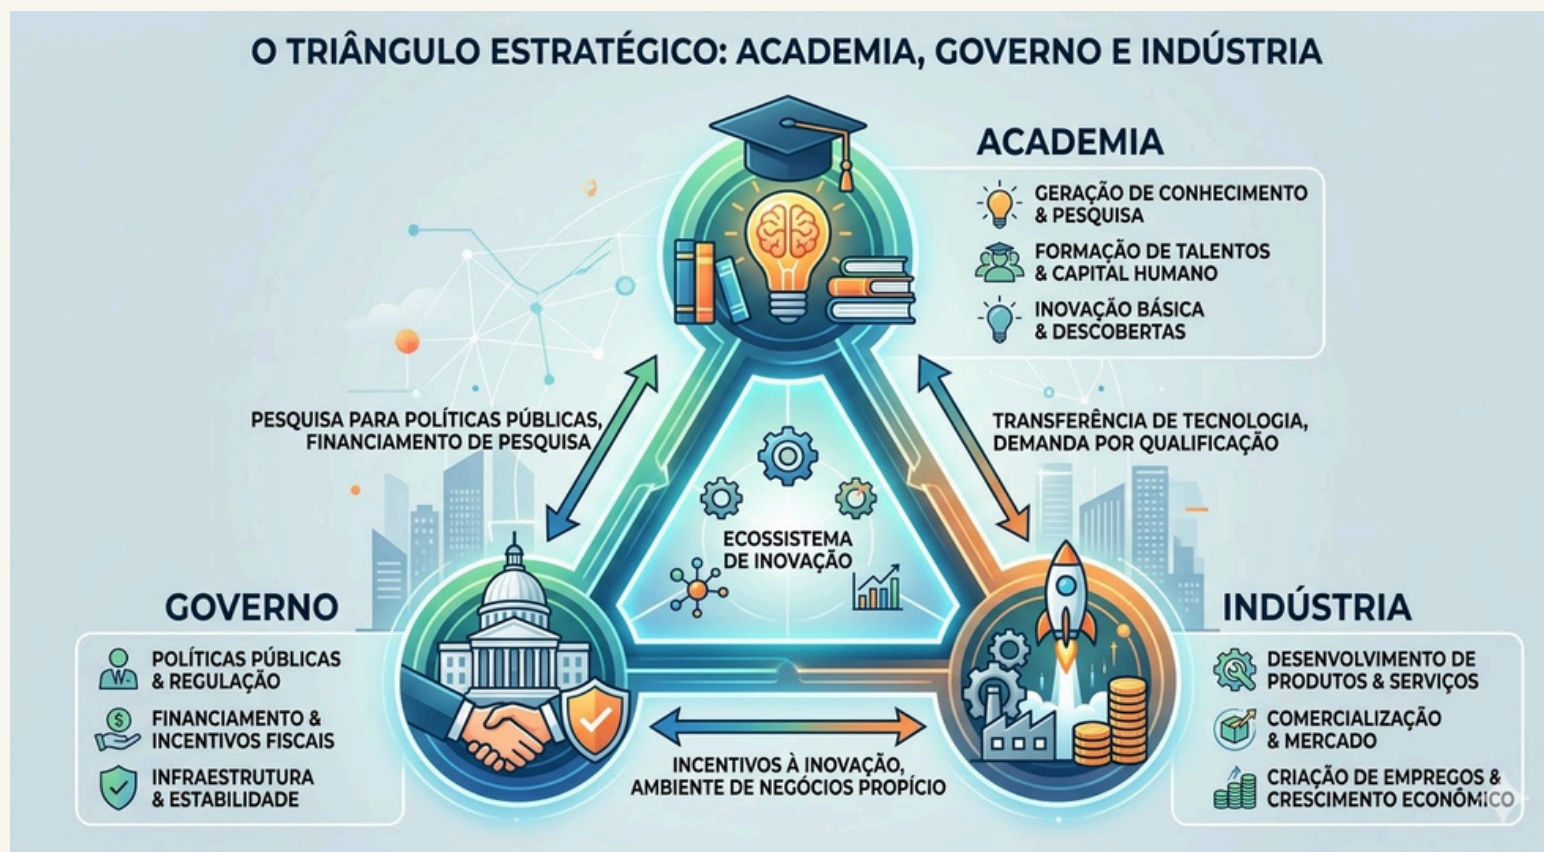 O TRIÂNGULO ESTRATÉGICO: ACADEMIA, GOVERNO E INDÚSTRIA
ACADEMIA
GERAÇÃO DE CONHECIMENTO
& PESQUISA
FORMAÇÃO DE TALENTOS
& CAPITAL HUMANO
INOVAÇÃO BÁSICA
& DESCOBERTAS
PESQUISA PARA POLÍTICAS PÚBLICAS,
FINANCIAMENTO DE PESQUISA
TRANSFERÊNCIA DE TECNOLOGIA,
DEMANDA POR QUALIFICAÇÃO
ECOSSISTEMA
DE INOVAÇÃO
GOVERNO
POLÍTICAS PÚBLICAS
& REGULAÇÃO
FINANCIAMENTO &
INCENTIVOS FISCAIS
INFRAESTRUTURA
& ESTABILIDADE
INCENTIVOS À INOVAÇÃO,
AMBIENTE DE NEGÓCIOS PROPÍCIO
INDÚSTRIA
DESENVOLVIMENTO DE
PRODUTOS & SERVIÇOS
COMERCIALIZAÇÃO
& MERCADO
CRIAÇÃO DE EMPREGOS &
CRESCIMENTO ECONÔMICO